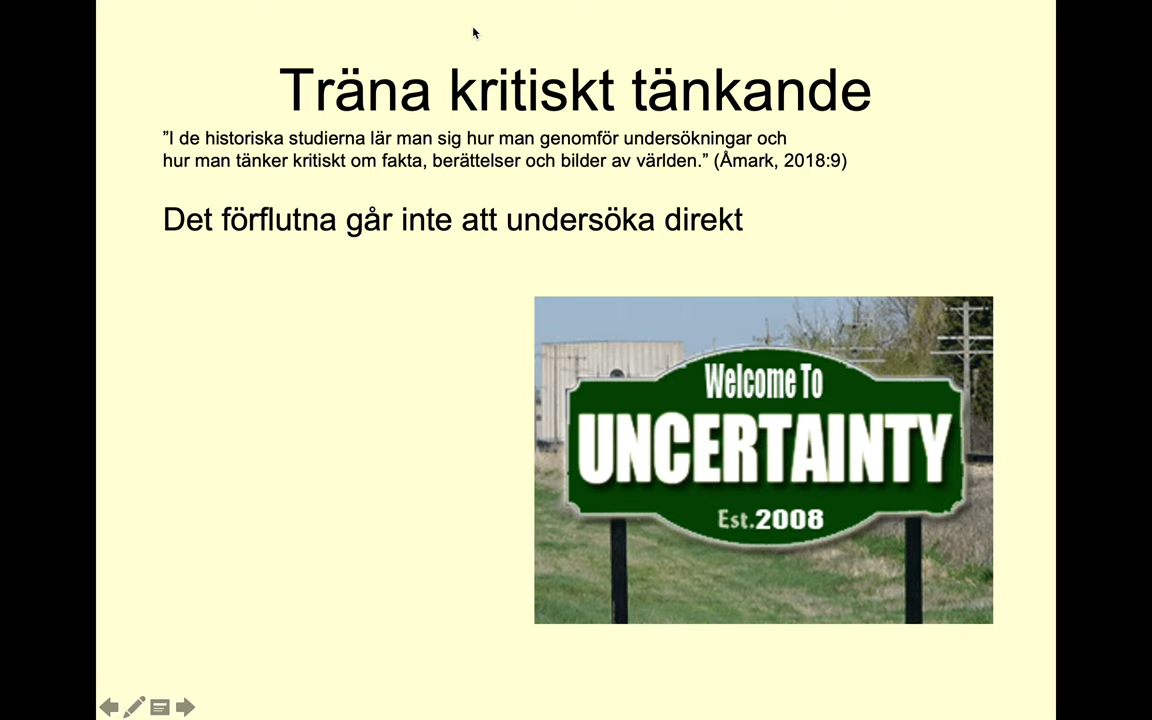 Träna kritiskt tänkande
”I de historiska studierna lär man sig hur man genomför undersökningar och
hur man tänker kritiskt om fakta, berättelser och bilder av världen.” (Åmark, 2018:9)
Det förflutna går inte att undersöka direkt
Welcome To
UNCERTAINTY
Est.2008